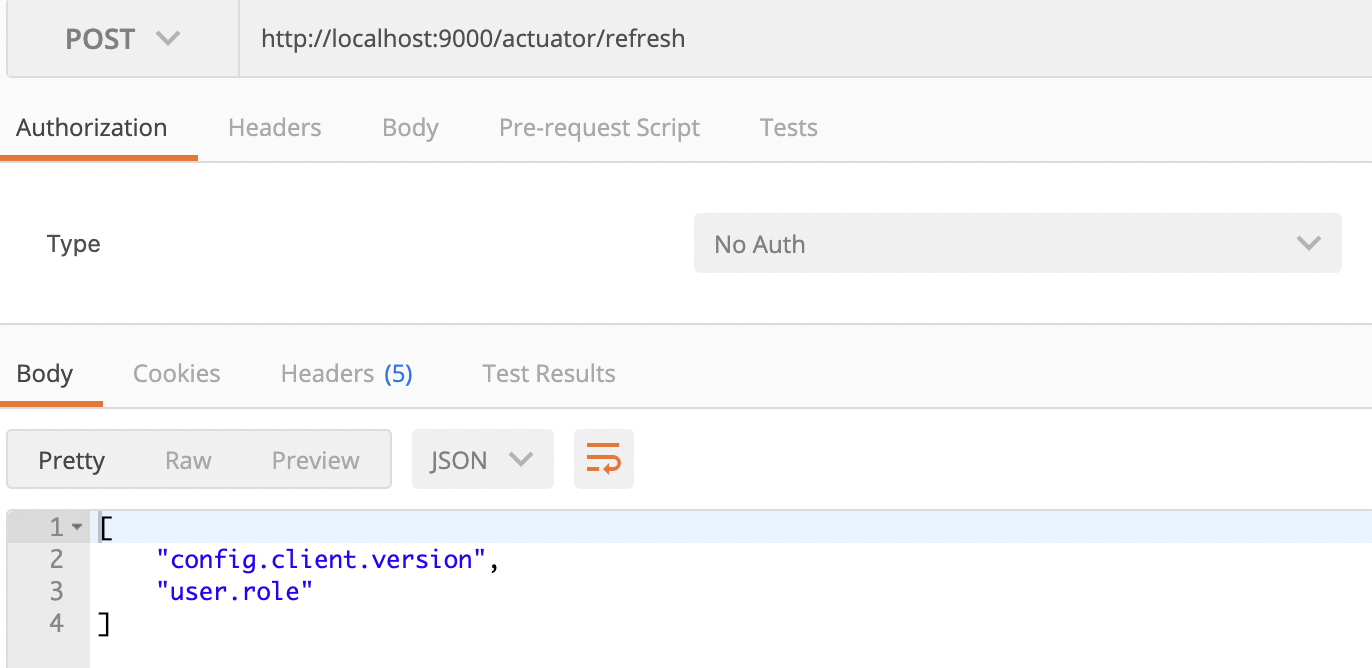 POST http://localhost:9000/actuator/refresh
Authorization Headers Body Pre-request Script Tests
Type No Auth
Body Cookies Headers (5) Test Results
Pretty Raw Preview JSON
1 [
2 "config.client.version",
3 "user.role"
4 ]